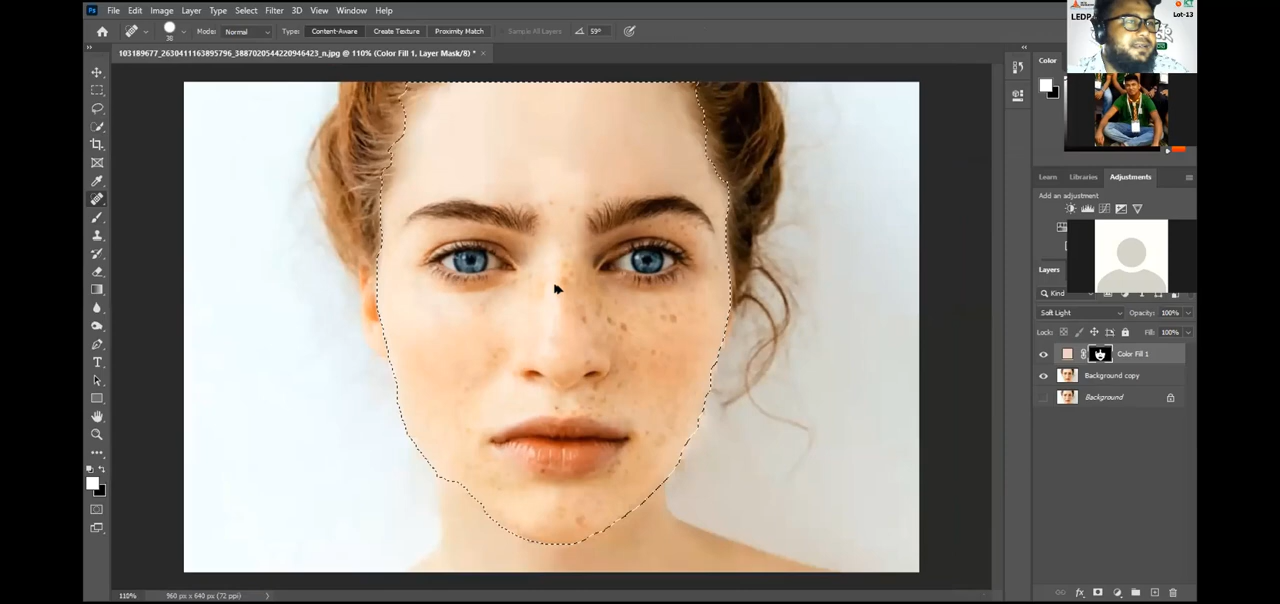 Ps File Edit Image Layer Type Select Filter 3D View Window Help
LEDP
Lot-13
38 Mode: Normal Type: Content-Aware Create Texture Proximity Match Sample All Layers 59°
103189677_2630411163895796_3887020544220946423_n.jpg @ 110% (Color Fill 1, Layer Mask/8) *
Color
Learn Libraries Adjustments
Add an adjustment
Layers
Kind
Soft Light Opacity: 100%
Lock: Fill: 100%
Color Fill 1
Background copy
Background
110% 960 px x 640 px (72 ppi)